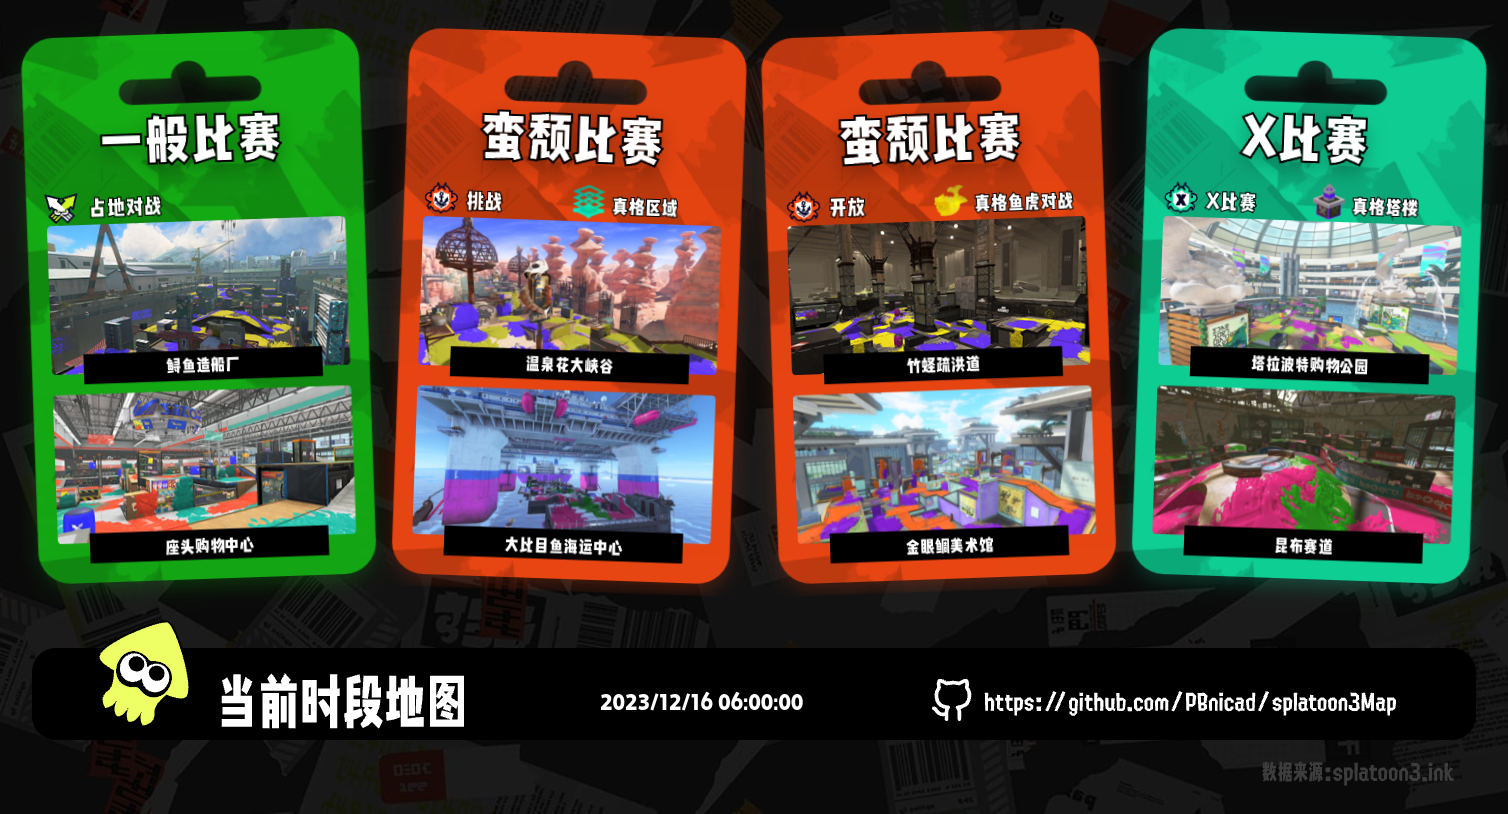 一般比赛
占地对战
鲟鱼造船厂
座头购物中心
蛮颓比赛
挑战
真格区域
温泉花大峡谷
大比目鱼海运中心
蛮颓比赛
开放
真格鱼虎对战
竹蛏疏洪道
金眼鲷美术馆
X比赛
X比赛
真格塔楼
塔拉波特购物公园
昆布赛道
当前时段地图
2023/12/16 06:00:00
https://github.com/PBnicad/splatoon3Map
数据来源:splatoon3.ink